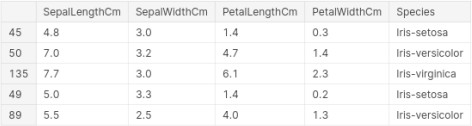 SepalLengthCm SepalWidthCm PetalLengthCm PetalWidthCm Species
45 4.8 3.0 1.4 0.3 Iris-setosa
50 7.0 3.2 4.7 1.4 Iris-versicolor
135 7.7 3.0 6.1 2.3 Iris-virginica
49 5.0 3.3 1.4 0.2 Iris-setosa
89 5.5 2.5 4.0 1.3 Iris-versicolor